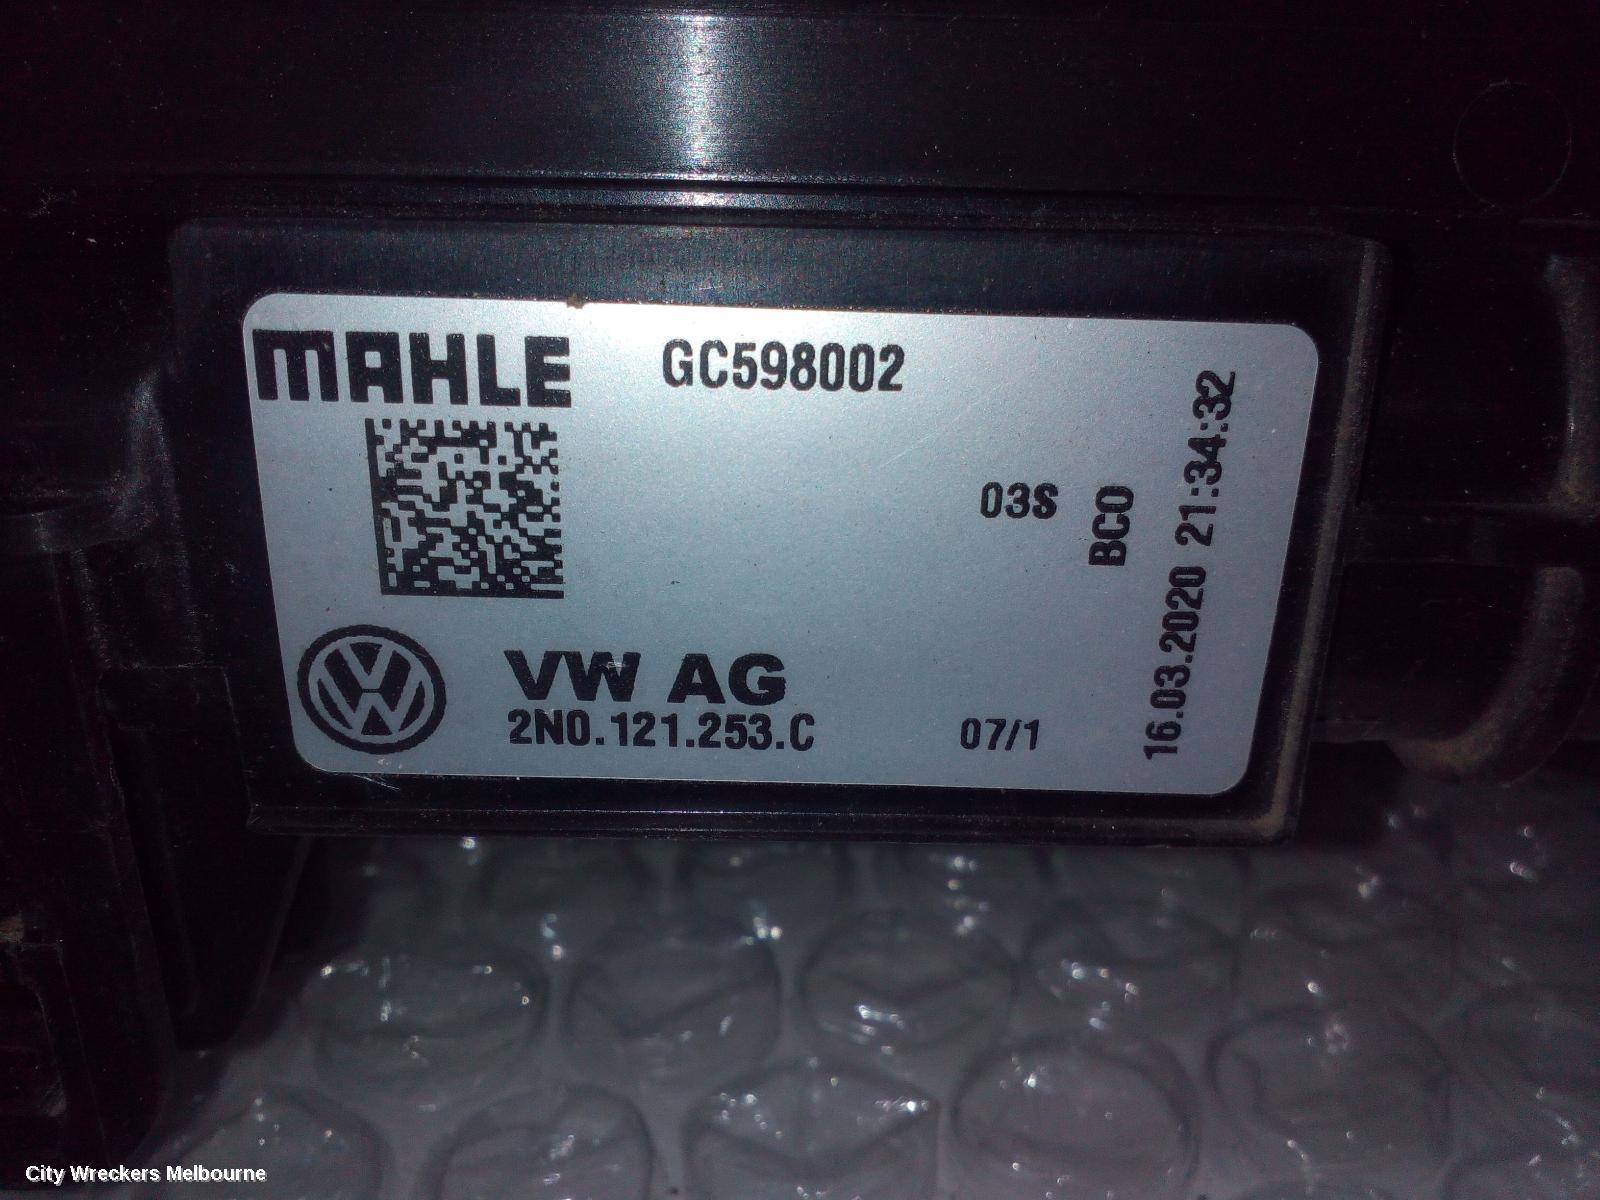 MAHLE GC598002
03S
BCO
16.03.2020 21:34:32
VW AG
2N0.121.253.C 07/1
City Wreckers Melbourne